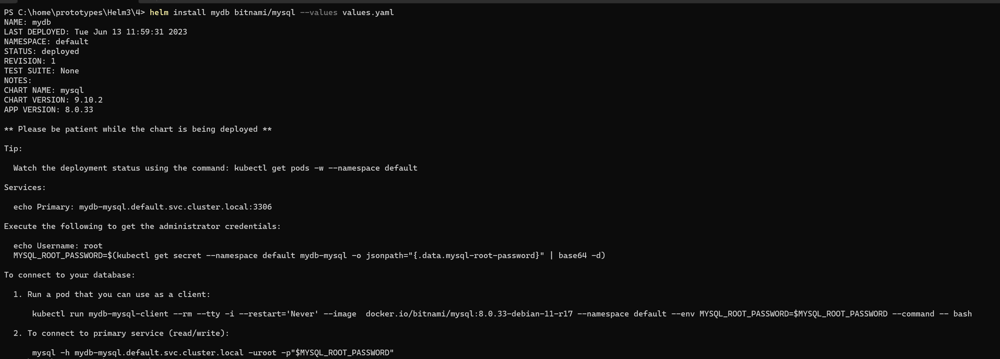 PS C:\home\prototypes\Helm3\4> helm install mydb bitnami/mysql --values values.yaml
NAME: mydb
LAST DEPLOYED: Tue Jun 13 11:59:31 2023
NAMESPACE: default
STATUS: deployed
REVISION: 1
TEST SUITE: None
NOTES:
CHART NAME: mysql
CHART VERSION: 9.10.2
APP VERSION: 8.0.33
** Please be patient while the chart is being deployed **
Tip:
Watch the deployment status using the command: kubectl get pods -w --namespace default
Services:
echo Primary: mydb-mysql.default.svc.cluster.local:3306
Execute the following to get the administrator credentials:
echo Username: root
MYSQL_ROOT_PASSWORD=$(kubectl get secret --namespace default mydb-mysql -o jsonpath="{.data.mysql-root-password}" | base64 -d)
To connect to your database:
1. Run a pod that you can use as a client:
kubectl run mydb-mysql-client --rm --tty -i --restart='Never' --image  docker.io/bitnami/mysql:8.0.33-debian-11-r17 --namespace default --env MYSQL_ROOT_PASSWORD=$MYSQL_ROOT_PASSWORD --command -- bash
2. To connect to primary service (read/write):
mysql -h mydb-mysql.default.svc.cluster.local -uroot -p"$MYSQL_ROOT_PASSWORD"